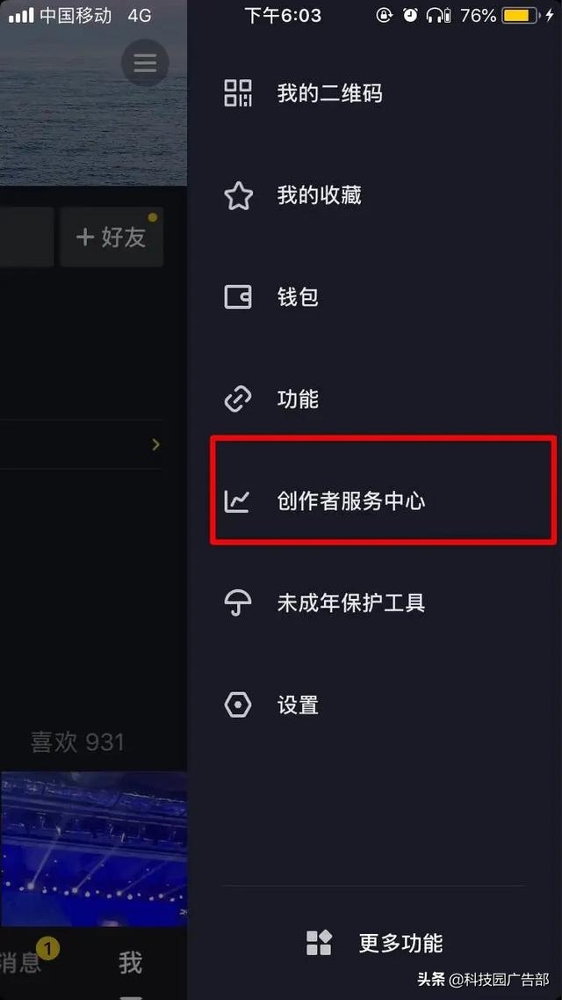 中国移动 4G 下午6:03 76%
我的二维码
我的收藏
+ 好友
钱包
功能
创作者服务中心
未成年保护工具
设置
喜欢 931
更多功能
消息 1
我
头条 @科技园广告部